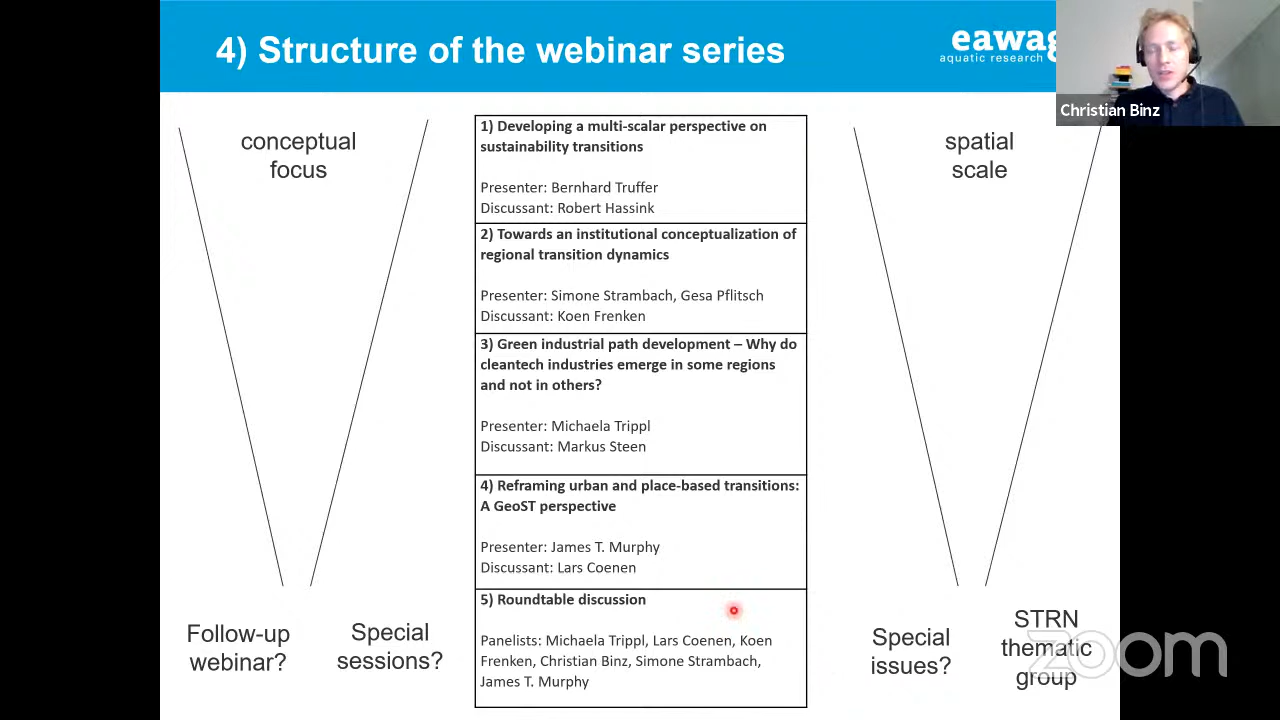 4) Structure of the webinar series
eawag
aquatic research
Christian Binz
conceptual
focus
1) Developing a multi-scalar perspective on
sustainability transitions
Presenter: Bernhard Truffer
Discussant: Robert Hassink
2) Towards an institutional conceptualization of
regional transition dynamics
Presenter: Simone Strambach, Gesa Pflitsch
Discussant: Koen Frenken
3) Green industrial path development – Why do
cleantech industries emerge in some regions
and not in others?
Presenter: Michaela Trippl
Discussant: Markus Steen
4) Reframing urban and place-based transitions:
A GeoST perspective
Presenter: James T. Murphy
Discussant: Lars Coenen
5) Roundtable discussion
Panelists: Michaela Trippl, Lars Coenen, Koen
Frenken, Christian Binz, Simone Strambach,
James T. Murphy
spatial
scale
Follow-up
webinar?
Special
sessions?
Special
issues?
STRN
thematic
group
zoom